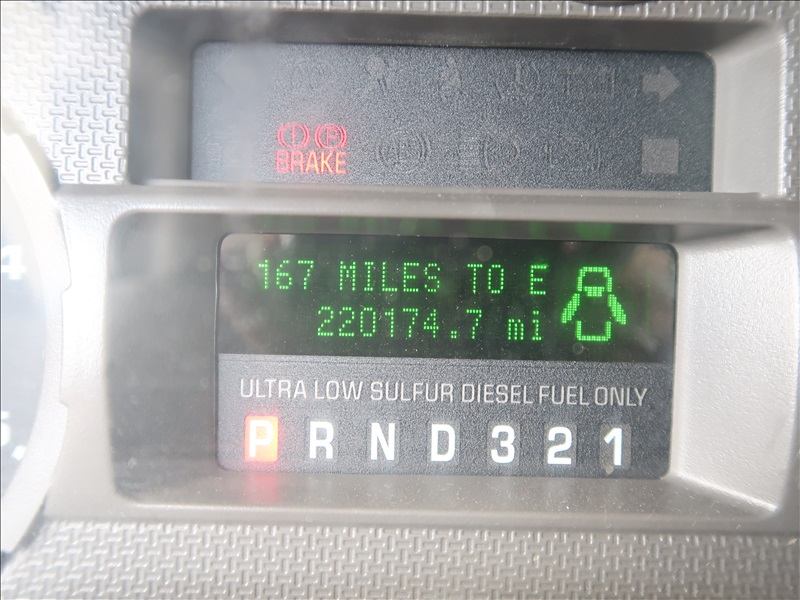 BRAKE
167 MILES TO E
220174.7 mi
ULTRA LOW SULFUR DIESEL FUEL ONLY
P R N D 3 2 1